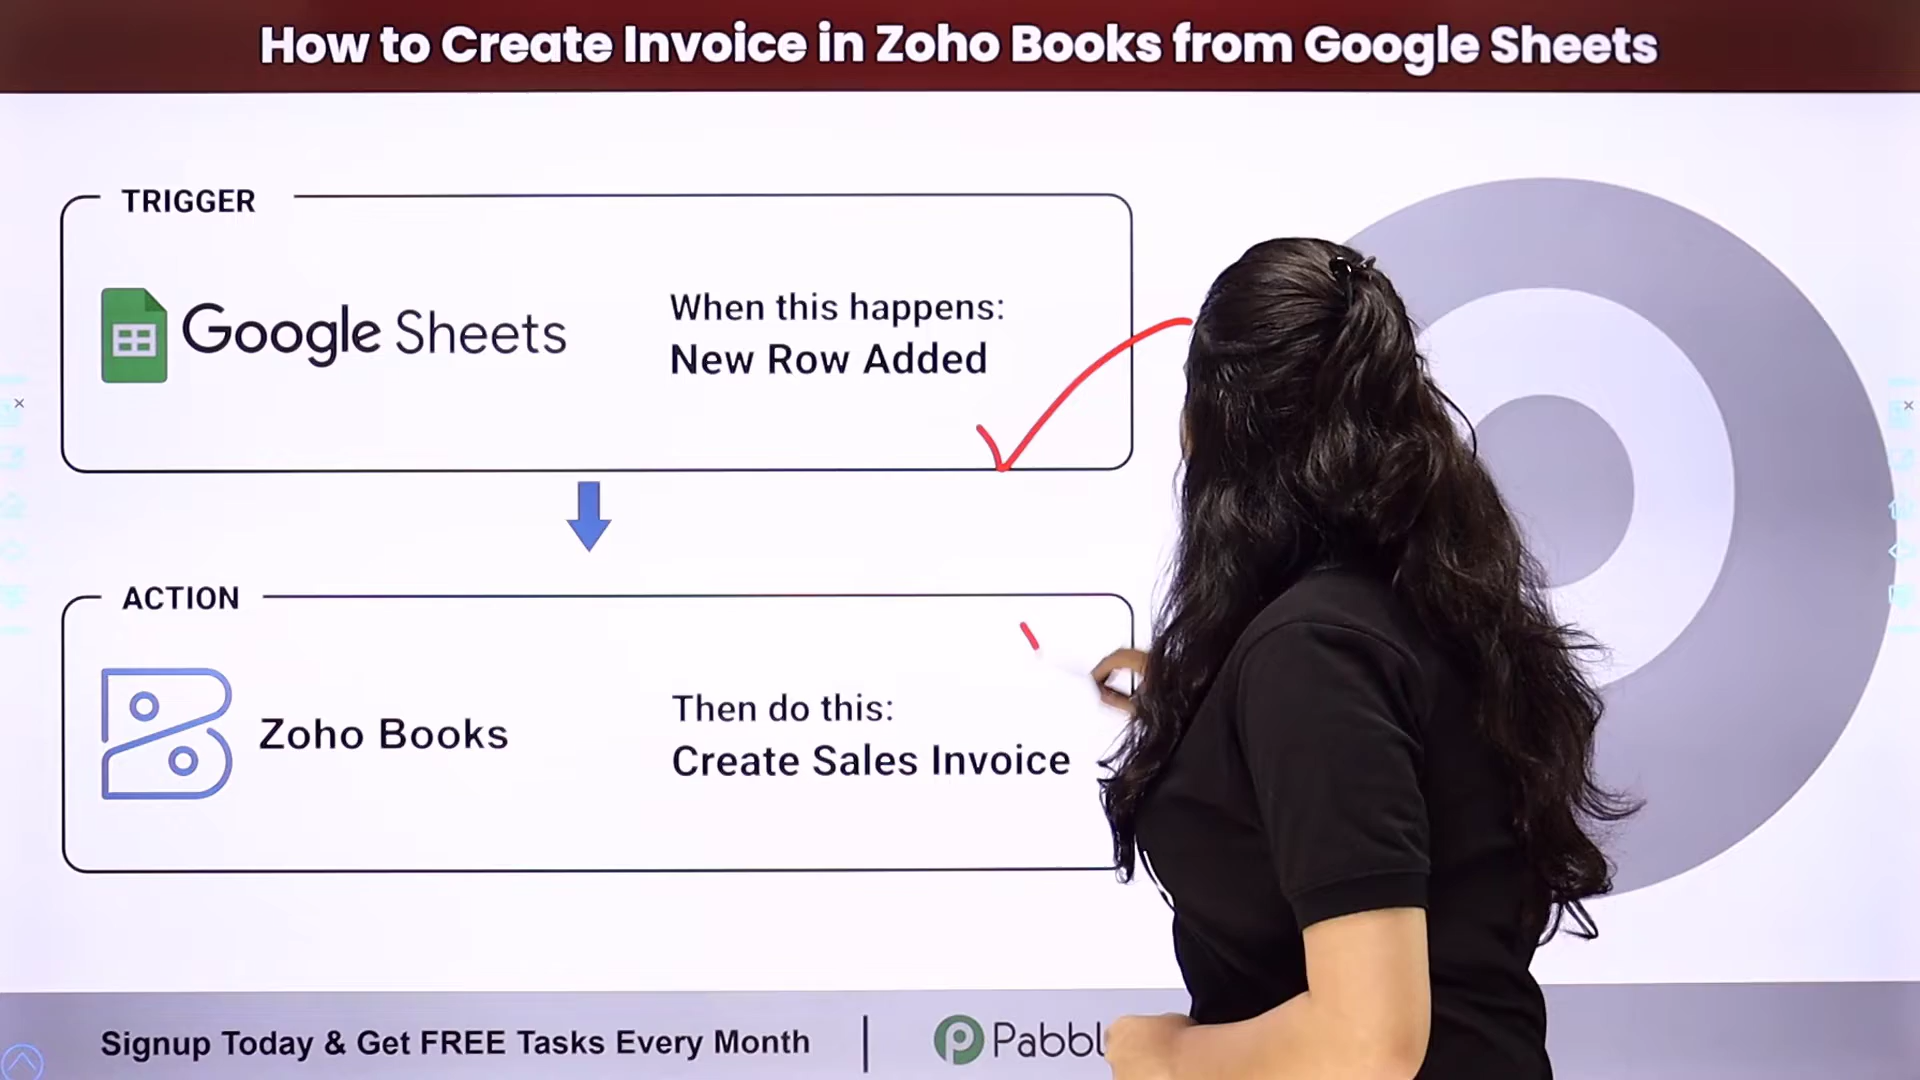 How to Create Invoice in Zoho Books from Google Sheets
TRIGGER
Google Sheets
When this happens:
New Row Added
ACTION
Zoho Books
Then do this:
Create Sales Invoice
Signup Today & Get FREE Tasks Every Month
Pabbl